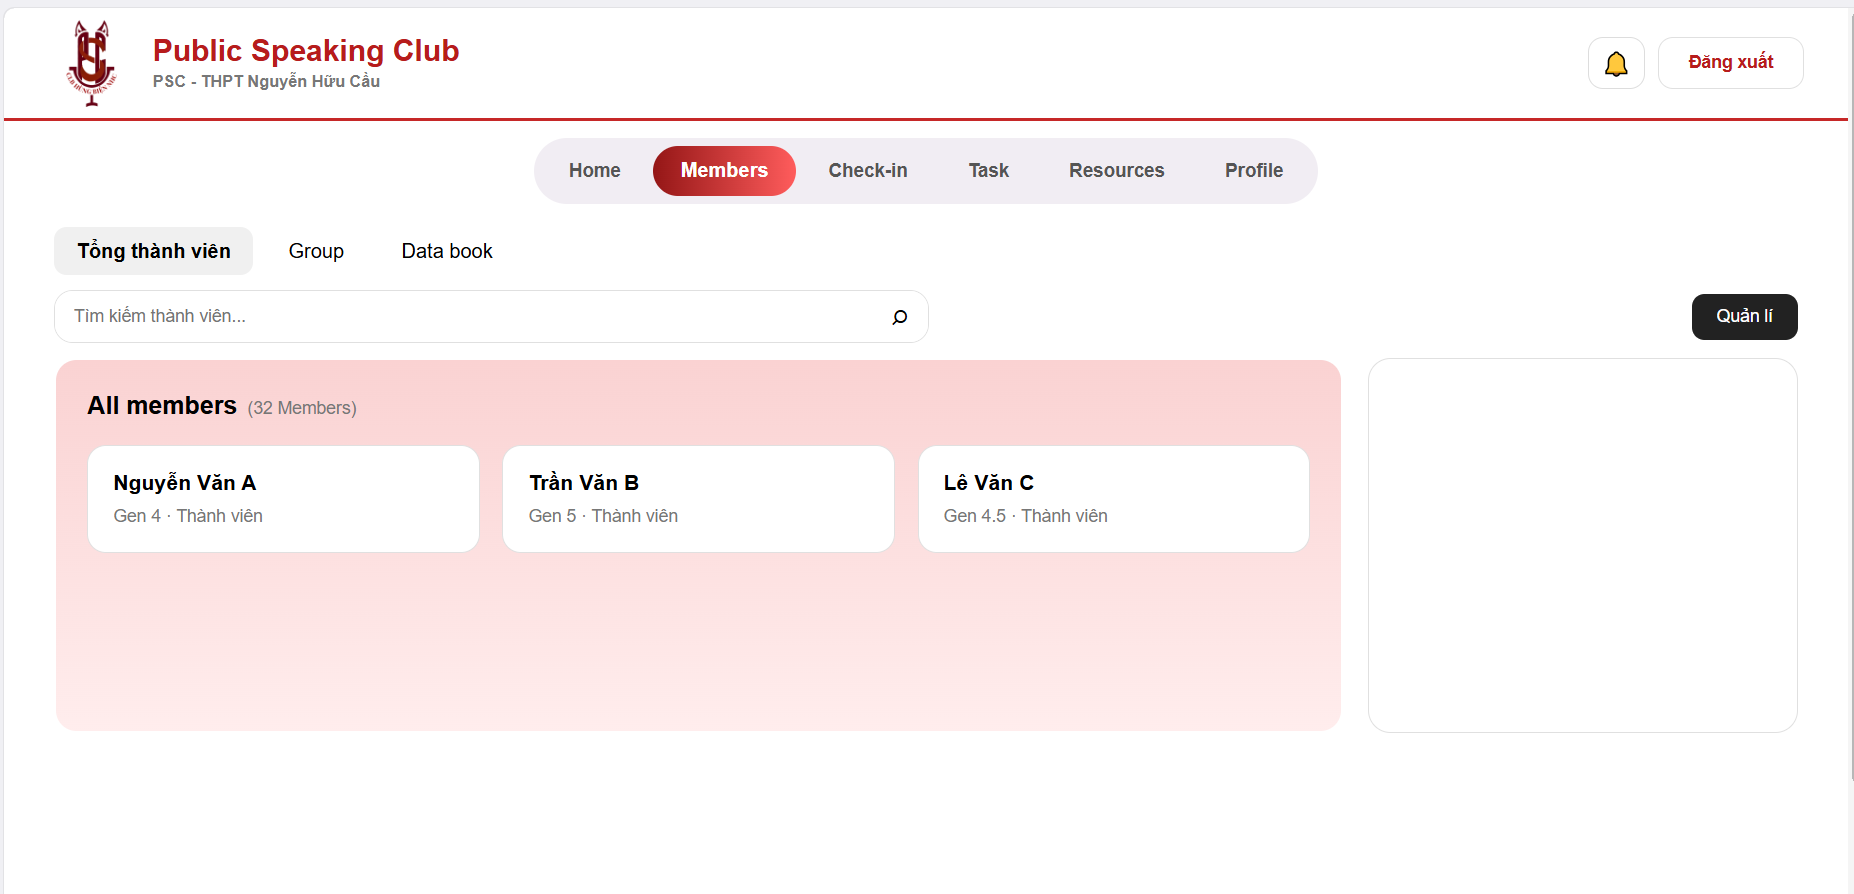 Public Speaking Club
PSC - THPT Nguyễn Hữu Cầu
Đăng xuất
Home Members Check-in Task Resources Profile
Tổng thành viên Group Data book
Tìm kiếm thành viên...
Quản lí
All members (32 Members)
Nguyễn Văn A
Gen 4 · Thành viên
Trần Văn B
Gen 5 · Thành viên
Lê Văn C
Gen 4.5 · Thành viên